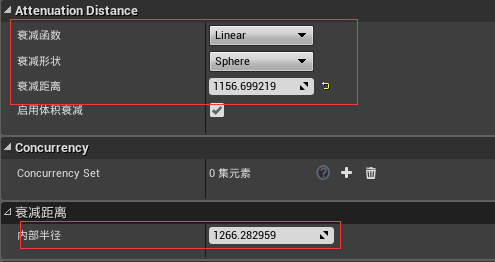 Attenuation Distance
衰减函数 Linear
衰减形状 Sphere
衰减距离 1156.699219
启用体积衰减
Concurrency
Concurrency Set 0 集元素 ?
衰减距离
内部半径 1266.282959